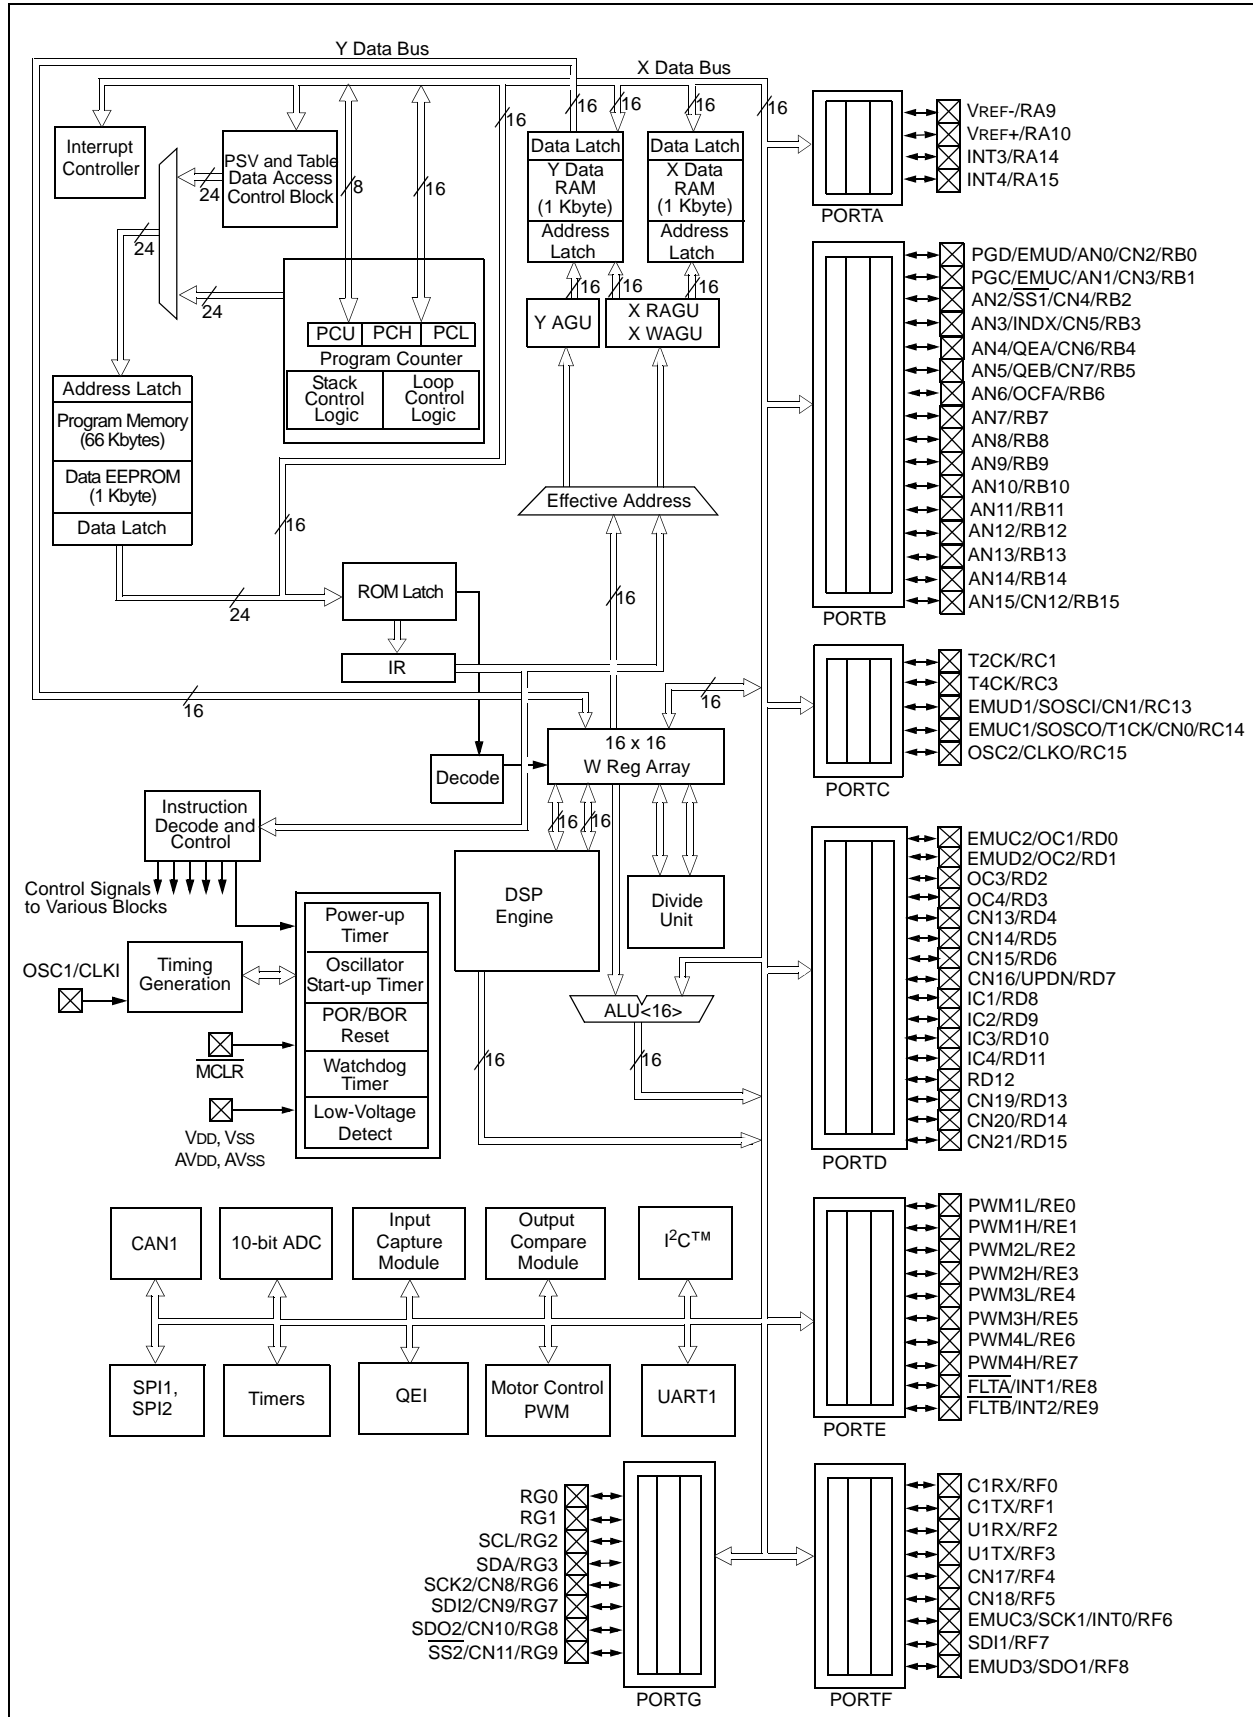 Y Data Bus
X Data Bus
16
16
16
16
16
Interrupt
Controller
PSV and Table
Data Access
Control Block
24
8
16
24
24
Data Latch
Y Data
RAM
(1 Kbyte)
Address
Latch
Data Latch
X Data
RAM
(1 Kbyte)
Address
Latch
16
16
16
Y AGU
X RAGU
X WAGU
PCU
PCH
PCL
Program Counter
Stack
Control
Logic
Loop
Control
Logic
Address Latch
Program Memory
(66 Kbytes)
Data EEPROM
(1 Kbyte)
Data Latch
16
24
Effective Address
16
ROM Latch
IR
16
16
16 x 16
W Reg Array
Decode
16
16
Instruction
Decode and
Control
Control Signals
to Various Blocks
DSP
Engine
Divide
Unit
OSC1/CLKI
Timing
Generation
Power-up
Timer
Oscillator
Start-up Timer
POR/BOR
Reset
Watchdog
Timer
Low-Voltage
Detect
MCLR
VDD, VSS
AVDD, AVSS
ALU<16>
16
16
CAN1
10-bit ADC
Input
Capture
Module
Output
Compare
Module
I²C™
SPI1,
SPI2
Timers
QEI
Motor Control
PWM
UART1
VREF-/RA9
VREF+/RA10
INT3/RA14
INT4/RA15
PORTA
PGD/EMUD/AN0/CN2/RB0
PGC/EMUC/AN1/CN3/RB1
AN2/SS1/CN4/RB2
AN3/INDX/CN5/RB3
AN4/QEA/CN6/RB4
AN5/QEB/CN7/RB5
AN6/OCFA/RB6
AN7/RB7
AN8/RB8
AN9/RB9
AN10/RB10
AN11/RB11
AN12/RB12
AN13/RB13
AN14/RB14
AN15/CN12/RB15
PORTB
T2CK/RC1
T4CK/RC3
EMUD1/SOSCI/CN1/RC13
EMUC1/SOSCO/T1CK/CN0/RC14
OSC2/CLKO/RC15
PORTC
EMUC2/OC1/RD0
EMUD2/OC2/RD1
OC3/RD2
OC4/RD3
CN13/RD4
CN14/RD5
CN15/RD6
CN16/UPDN/RD7
IC1/RD8
IC2/RD9
IC3/RD10
IC4/RD11
RD12
CN19/RD13
CN20/RD14
CN21/RD15
PORTD
PWM1L/RE0
PWM1H/RE1
PWM2L/RE2
PWM2H/RE3
PWM3L/RE4
PWM3H/RE5
PWM4L/RE6
PWM4H/RE7
FLTA/INT1/RE8
FLTB/INT2/RE9
PORTE
RG0
RG1
SCL/RG2
SDA/RG3
SCK2/CN8/RG6
SDI2/CN9/RG7
SDO2/CN10/RG8
SS2/CN11/RG9
PORTG
C1RX/RF0
C1TX/RF1
U1RX/RF2
U1TX/RF3
CN17/RF4
CN18/RF5
EMUC3/SCK1/INT0/RF6
SDI1/RF7
EMUD3/SDO1/RF8
PORTF